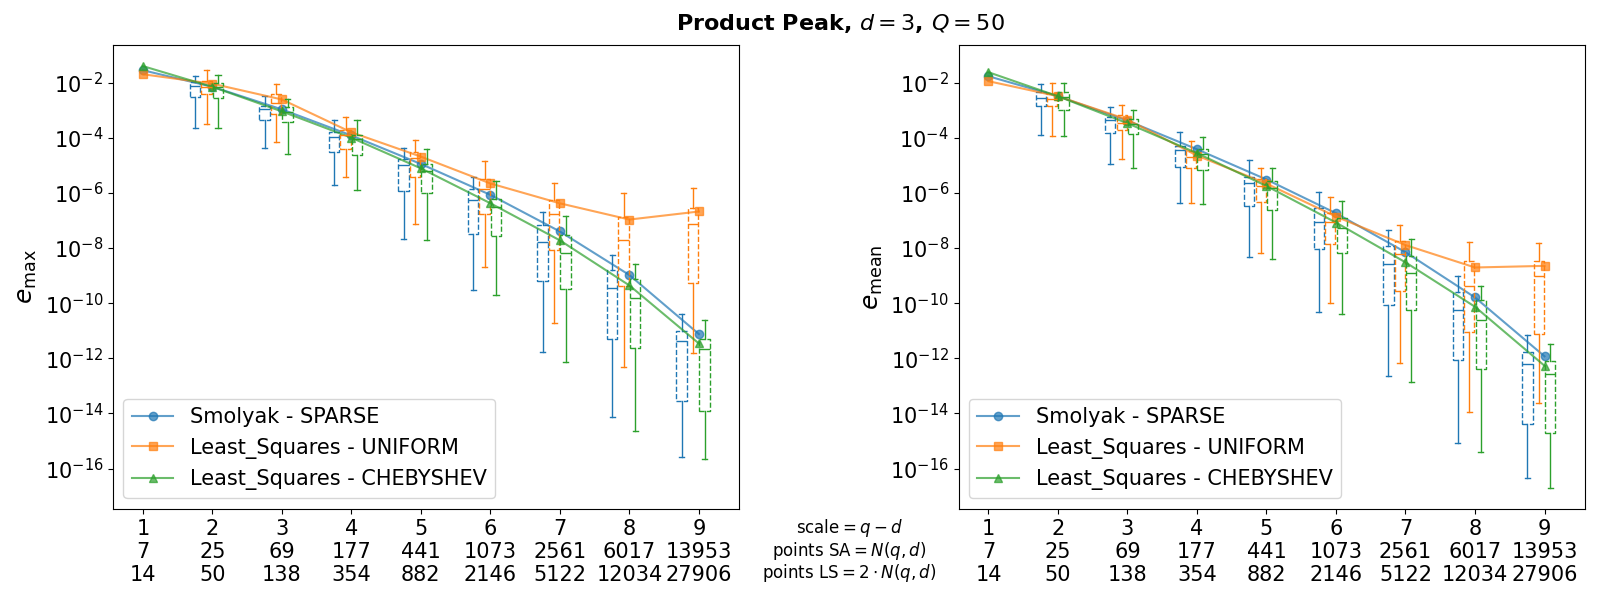 Product Peak, d = 3, Q = 50
e_max
10^−2
10^−4
10^−6
10^−8
10^−10
10^−12
10^−14
10^−16
Smolyak - SPARSE
Least_Squares - UNIFORM
Least_Squares - CHEBYSHEV
1 2 3 4 5 6 7 8 9
7 25 69 177 441 1073 2561 6017 13953
14 50 138 354 882 2146 5122 12034 27906
scale = q − d
points SA = N(q, d)
points LS = 2 · N(q, d)
e_mean
10^−2
10^−4
10^−6
10^−8
10^−10
10^−12
10^−14
10^−16
Smolyak - SPARSE
Least_Squares - UNIFORM
Least_Squares - CHEBYSHEV
1 2 3 4 5 6 7 8 9
7 25 69 177 441 1073 2561 6017 13953
14 50 138 354 882 2146 5122 12034 27906